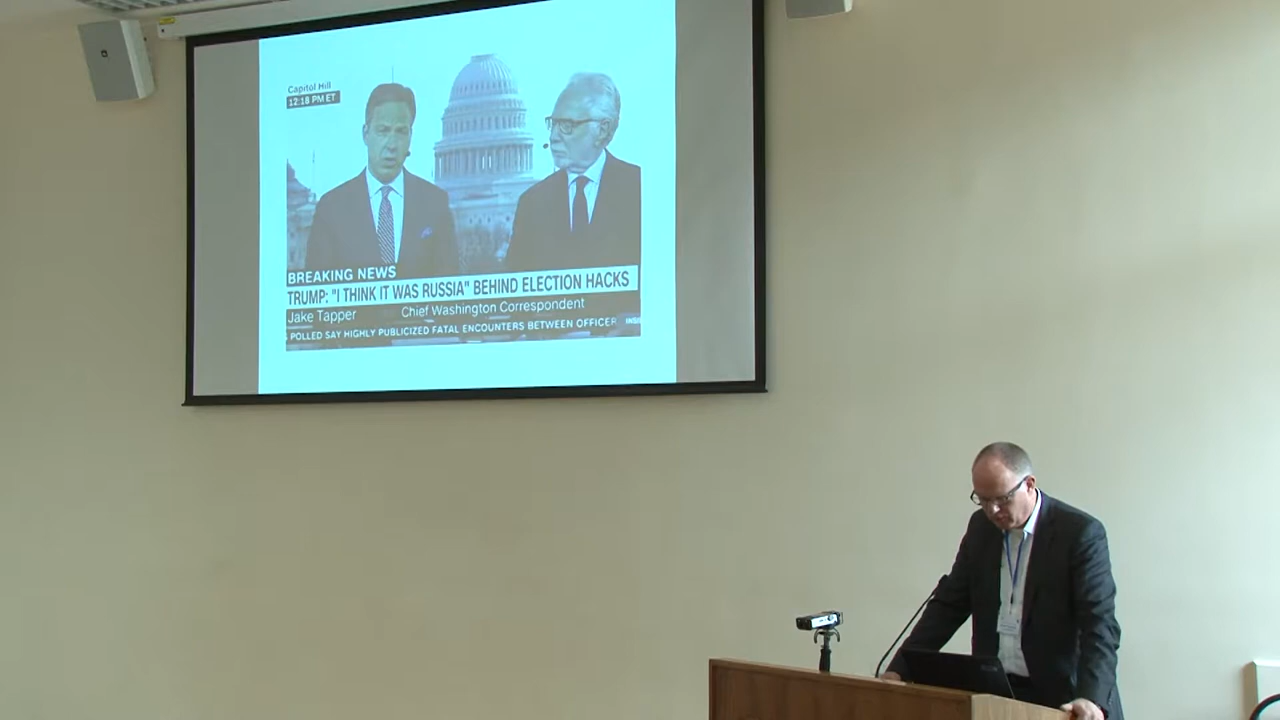 Capitol Hill
12:18 PM ET
BREAKING NEWS
TRUMP: "I THINK IT WAS RUSSIA" BEHIND ELECTION HACKS
Jake Tapper Chief Washington Correspondent
POLLED SAY HIGHLY PUBLICIZED FATAL ENCOUNTERS BETWEEN OFFICER